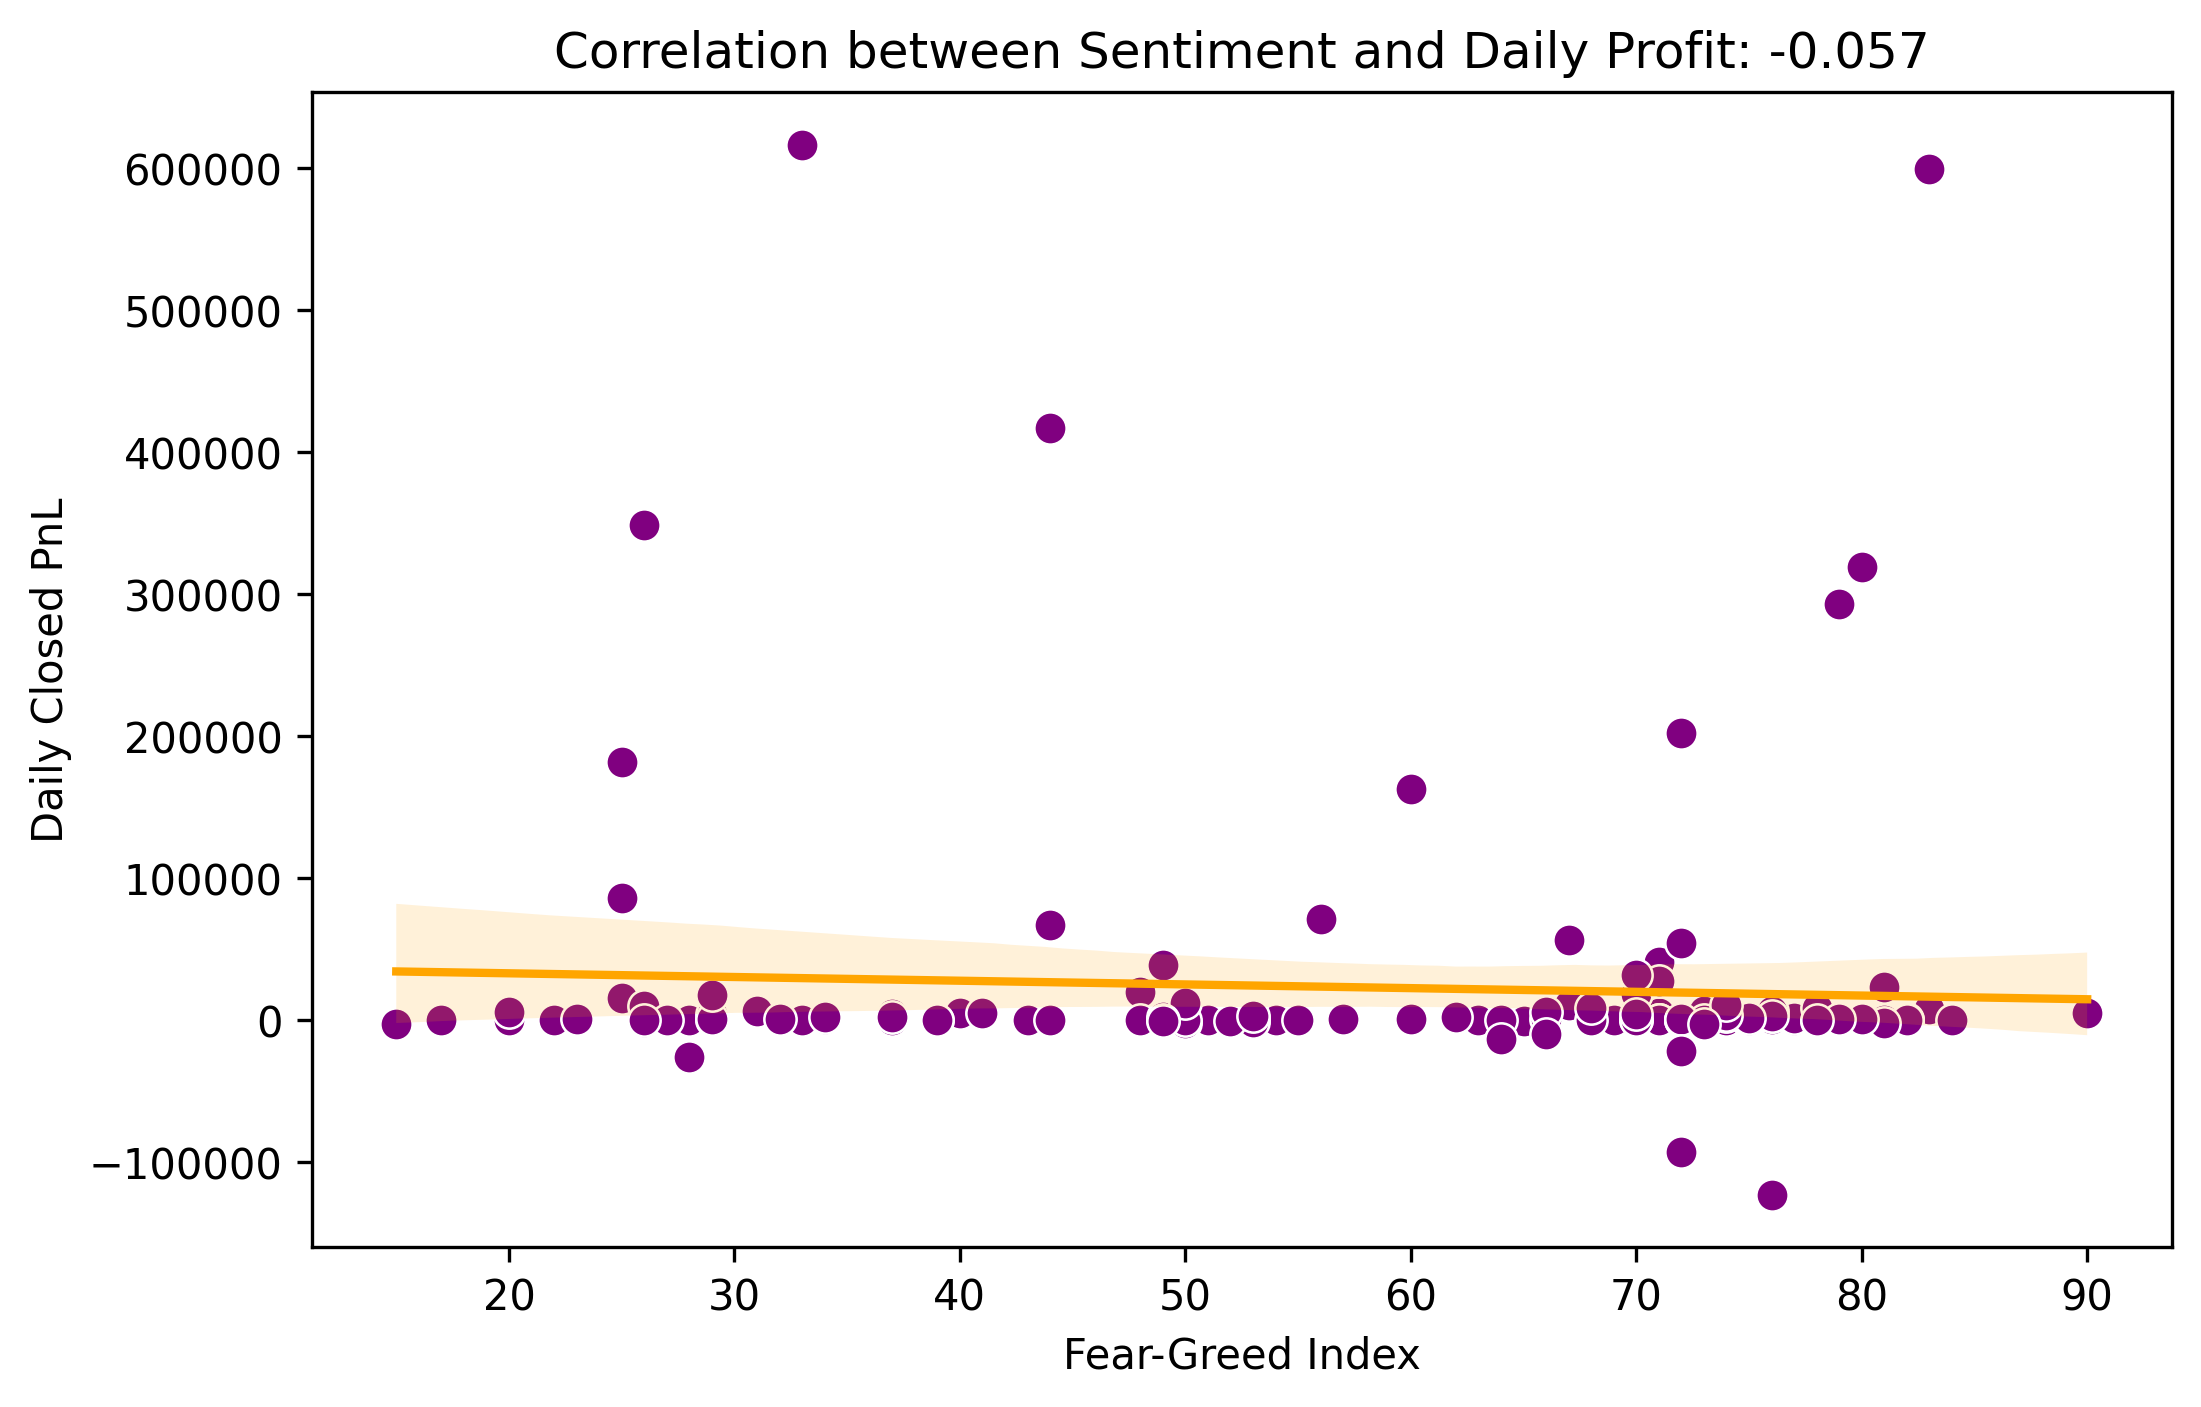 Correlation between Sentiment and Daily Profit: -0.057
600000
500000
400000
300000
200000
100000
0
−100000
Daily Closed PnL
20 30 40 50 60 70 80 90
Fear-Greed Index